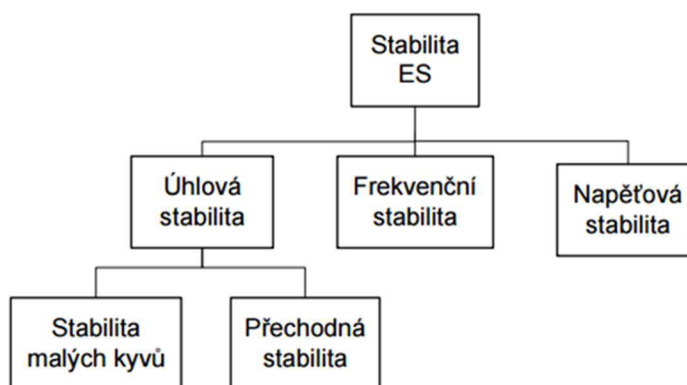 Stabilita
ES
Úhlová
stabilita
Frekvenční
stabilita
Napěťová
stabilita
Stabilita
malých kyvů
Přechodná
stabilita